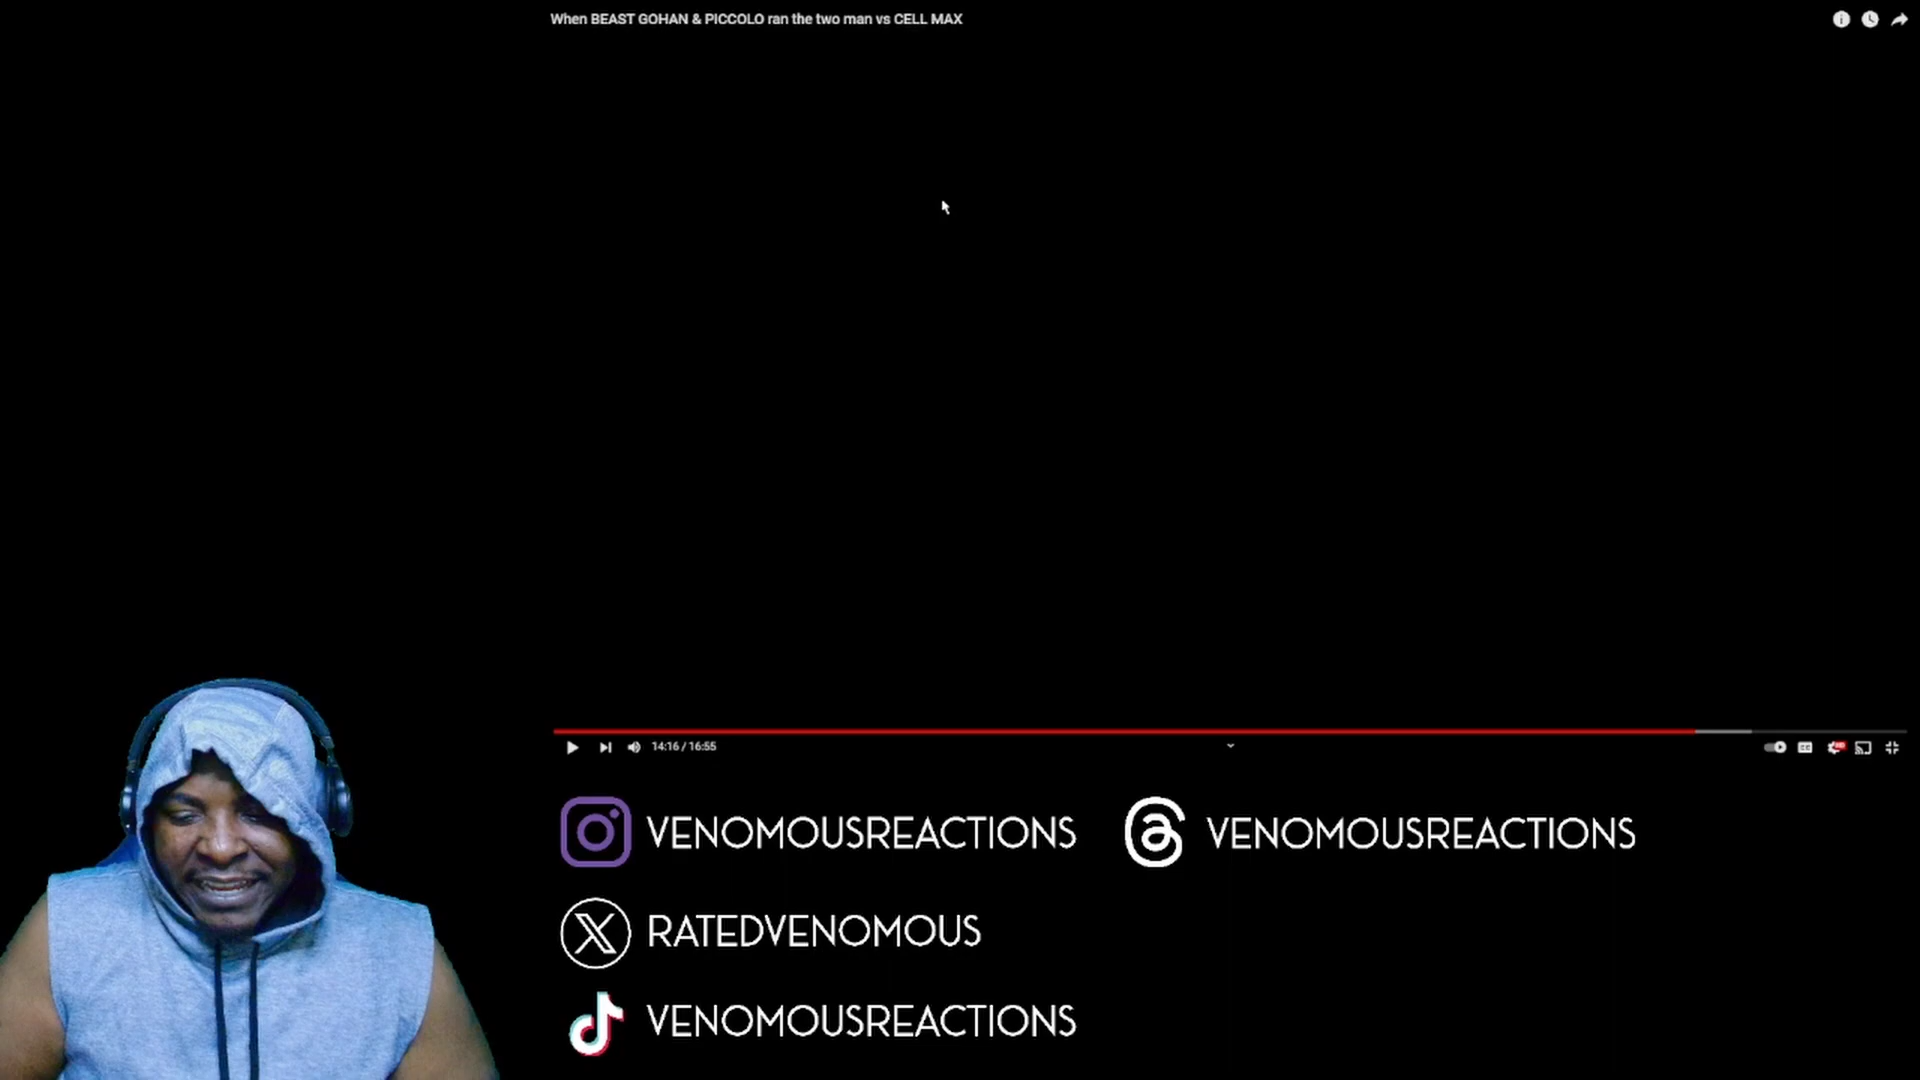 When BEAST GOHAN & PICCOLO ran the two man vs CELL MAX
14:16 / 16:55
VENOMOUSREACTIONS
VENOMOUSREACTIONS
RATEDVENOMOUS
VENOMOUSREACTIONS